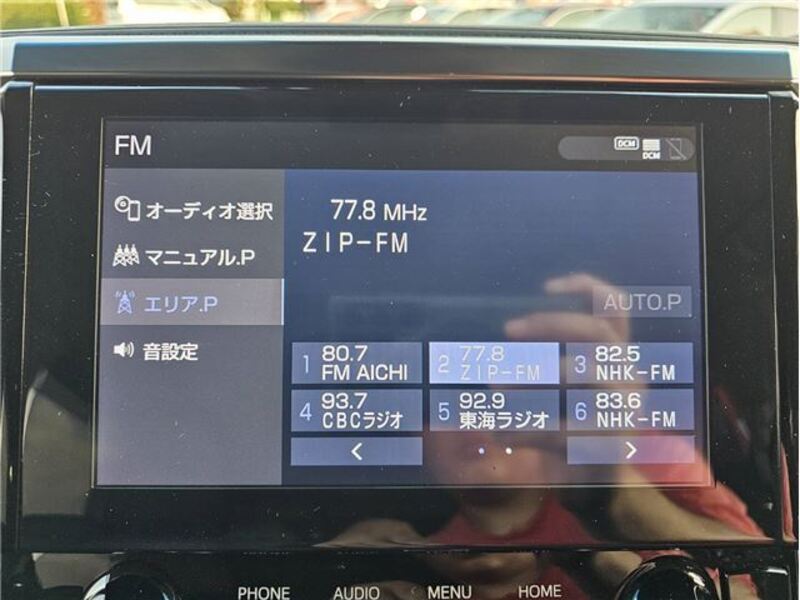 FM
DCM
DCM
オーディオ選択
マニュアル.P
エリア.P
音設定
77.8 MHz
ZIP-FM
AUTO.P
1 80.7 FM AICHI
2 77.8 ZIP-FM
3 82.5 NHK-FM
4 93.7 CBCラジオ
5 92.9 東海ラジオ
6 83.6 NHK-FM
< >
PHONE AUDIO MENU HOME